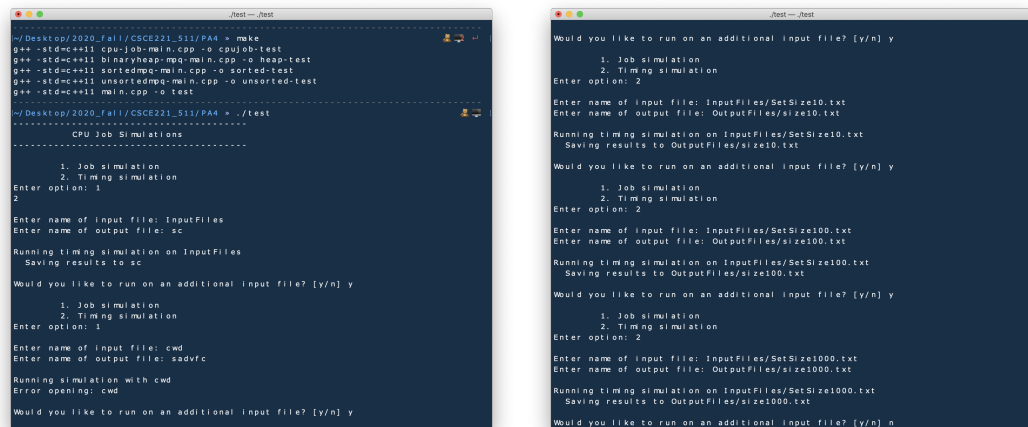 ./test — ./test
~/Desktop/2020_fall/CSCE221_511/PA4 » make
g++ -std=c++11 cpu-job-main.cpp -o cpujob-test
g++ -std=c++11 binaryheap-mpq-main.cpp -o heap-test
g++ -std=c++11 sortedmpq-main.cpp -o sorted-test
g++ -std=c++11 unsortedmpq-main.cpp -o unsorted-test
g++ -std=c++11 main.cpp -o test
~/Desktop/2020_fall/CSCE221_511/PA4 » ./test
----------------------------------------
CPU Job Simulations
----------------------------------------
1. Job simulation
2. Timing simulation
Enter option: 1
2
Enter name of input file: InputFiles
Enter name of output file: sc
Running timing simulation on InputFiles
Saving results to sc
Would you like to run on an additional input file? [y/n] y
1. Job simulation
2. Timing simulation
Enter option: 1
Enter name of input file: cwd
Enter name of output file: sadvfc
Running simulation with cwd
Error opening: cwd
Would you like to run on an additional input file? [y/n] y
./test — ./test
Would you like to run on an additional input file? [y/n] y
1. Job simulation
2. Timing simulation
Enter option: 2
Enter name of input file: InputFiles/SetSize10.txt
Enter name of output file: OutputFiles/size10.txt
Running timing simulation on InputFiles/SetSize10.txt
Saving results to OutputFiles/size10.txt
Would you like to run on an additional input file? [y/n] y
1. Job simulation
2. Timing simulation
Enter option: 2
Enter name of input file: InputFiles/SetSize100.txt
Enter name of output file: OutputFiles/size100.txt
Running timing simulation on InputFiles/SetSize100.txt
Saving results to OutputFiles/size100.txt
Would you like to run on an additional input file? [y/n] y
1. Job simulation
2. Timing simulation
Enter option: 2
Enter name of input file: InputFiles/SetSize1000.txt
Enter name of output file: OutputFiles/size1000.txt
Running timing simulation on InputFiles/SetSize1000.txt
Saving results to OutputFiles/size1000.txt
Would you like to run on an additional input file? [y/n] n